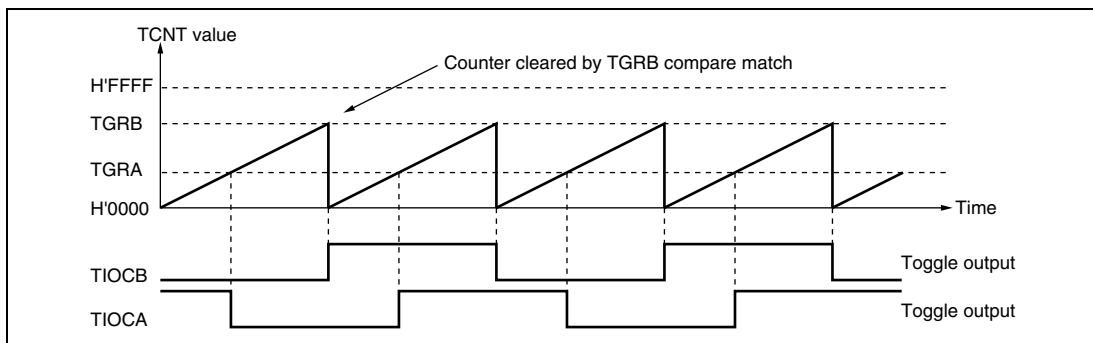 TCNT value
Counter cleared by TGRB compare match
H'FFFF
TGRB
TGRA
H'0000
Time
TIOCB
Toggle output
TIOCA
Toggle output